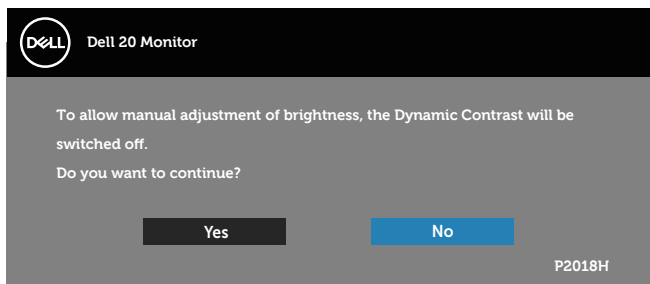 DELL
Dell 20 Monitor
To allow manual adjustment of brightness, the Dynamic Contrast will be
switched off.
Do you want to continue?
Yes No
P2018H